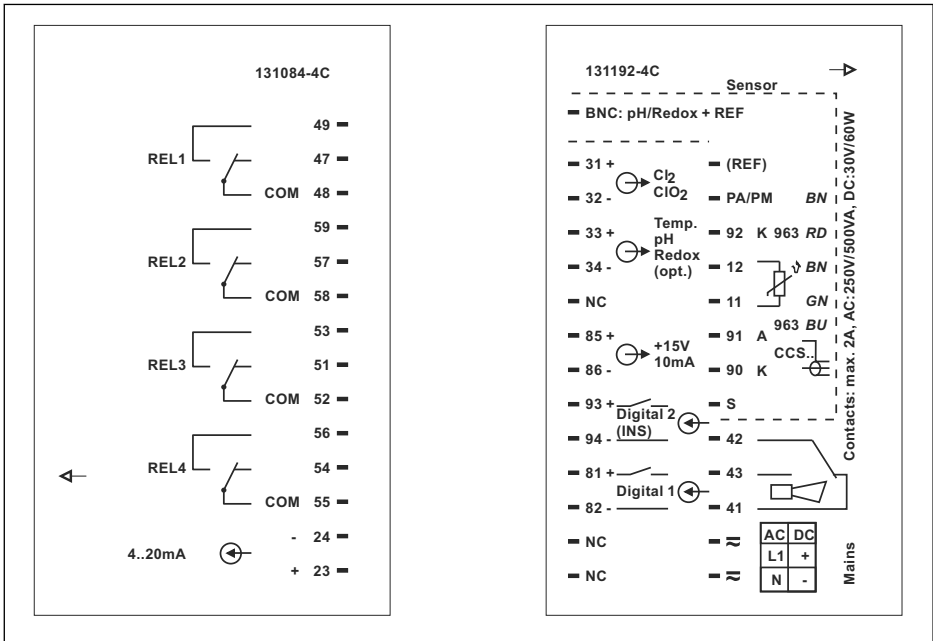 131084-4C
49
REL1 47
COM 48
59
REL2 57
COM 58
53
REL3 51
COM 52
56
REL4 54
COM 55
- 24
4..20mA
+ 23
131192-4C
Sensor
BNC: pH/Redox + REF
31 + (REF)
Cl2
ClO2
32 - PA/PM BN
33 + Temp. 92 K 963 RD
pH
Redox
34 - (opt.) 12 BN
NC 11 GN
85 + 91 A 963 BU
+15V CCS..
10mA
86 - 90 K
93 + S
Digital 2
(INS)
94 - 42
81 + 43
Digital 1
82 - 41
NC ≂ AC DC
L1 +
NC ≂ N -
Contacts: max. 2A, AC:250V/500VA, DC:30V/60W
Mains